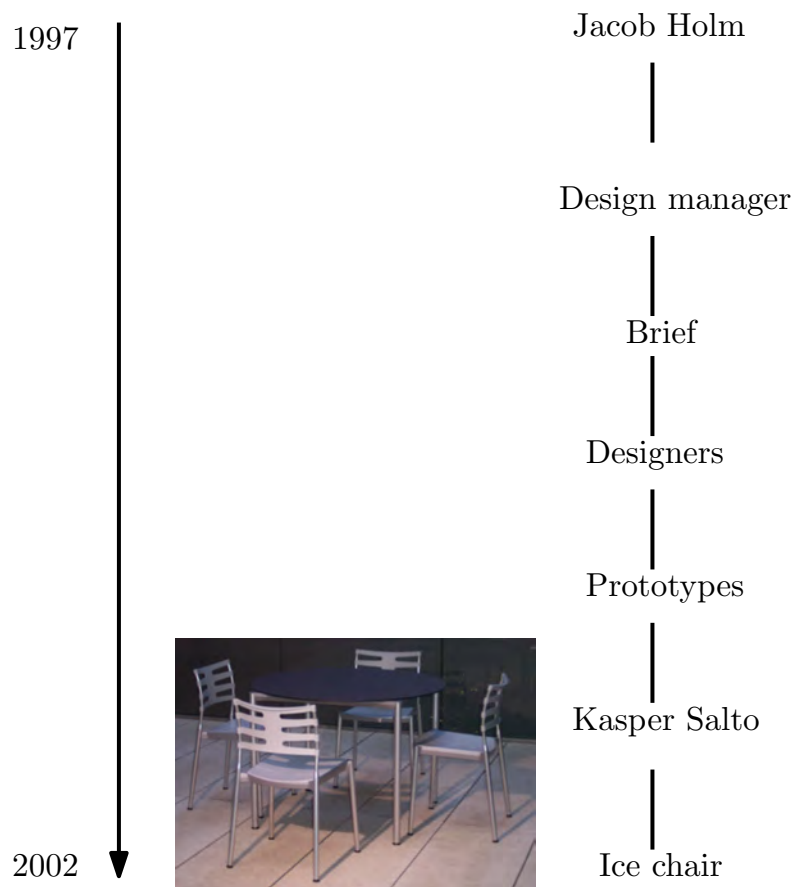 1997
Jacob Holm
Design manager
Brief
Designers
Prototypes
Kasper Salto
2002
Ice chair